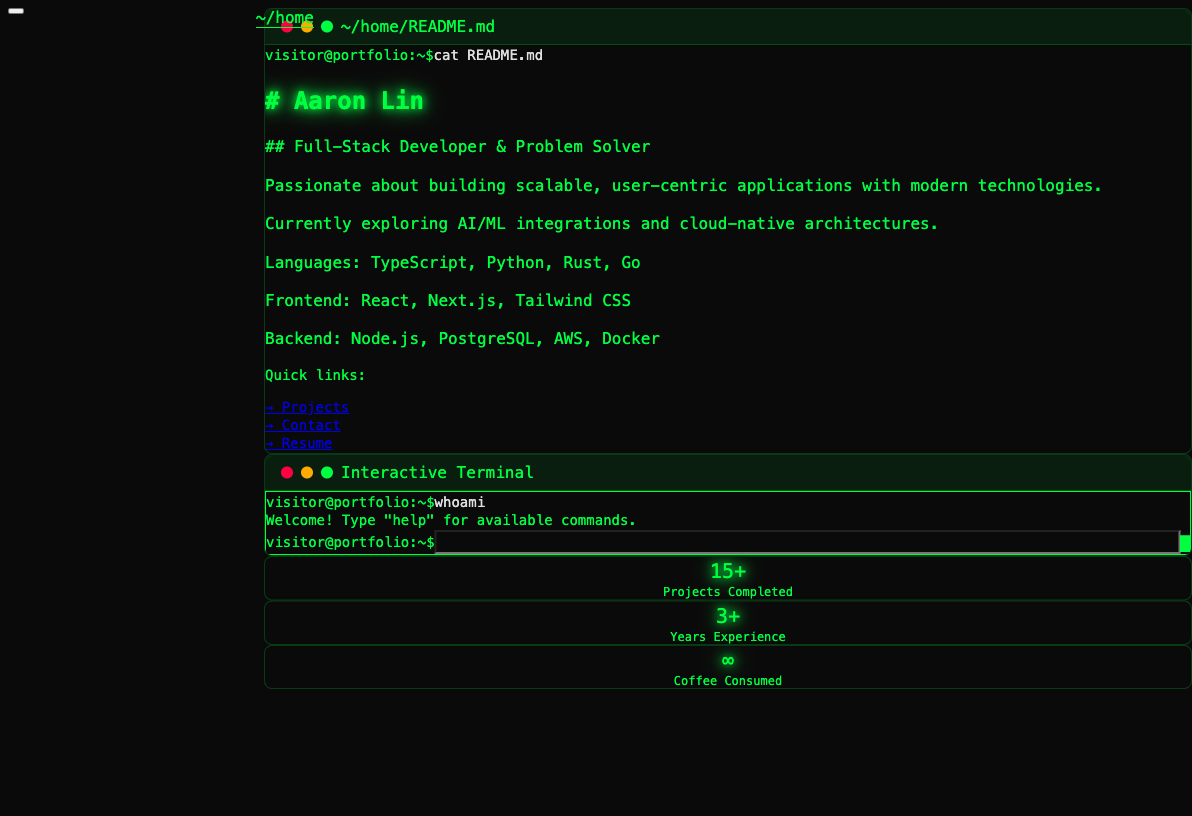 ~/home
~/home/README.md
visitor@portfolio:~$cat README.md
# Aaron Lin
## Full-Stack Developer & Problem Solver
Passionate about building scalable, user-centric applications with modern technologies.
Currently exploring AI/ML integrations and cloud-native architectures.
Languages: TypeScript, Python, Rust, Go
Frontend: React, Next.js, Tailwind CSS
Backend: Node.js, PostgreSQL, AWS, Docker
Quick links:
→ Projects
→ Contact
→ Resume
Interactive Terminal
visitor@portfolio:~$whoami
Welcome! Type "help" for available commands.
visitor@portfolio:~$
15+
Projects Completed
3+
Years Experience
∞
Coffee Consumed